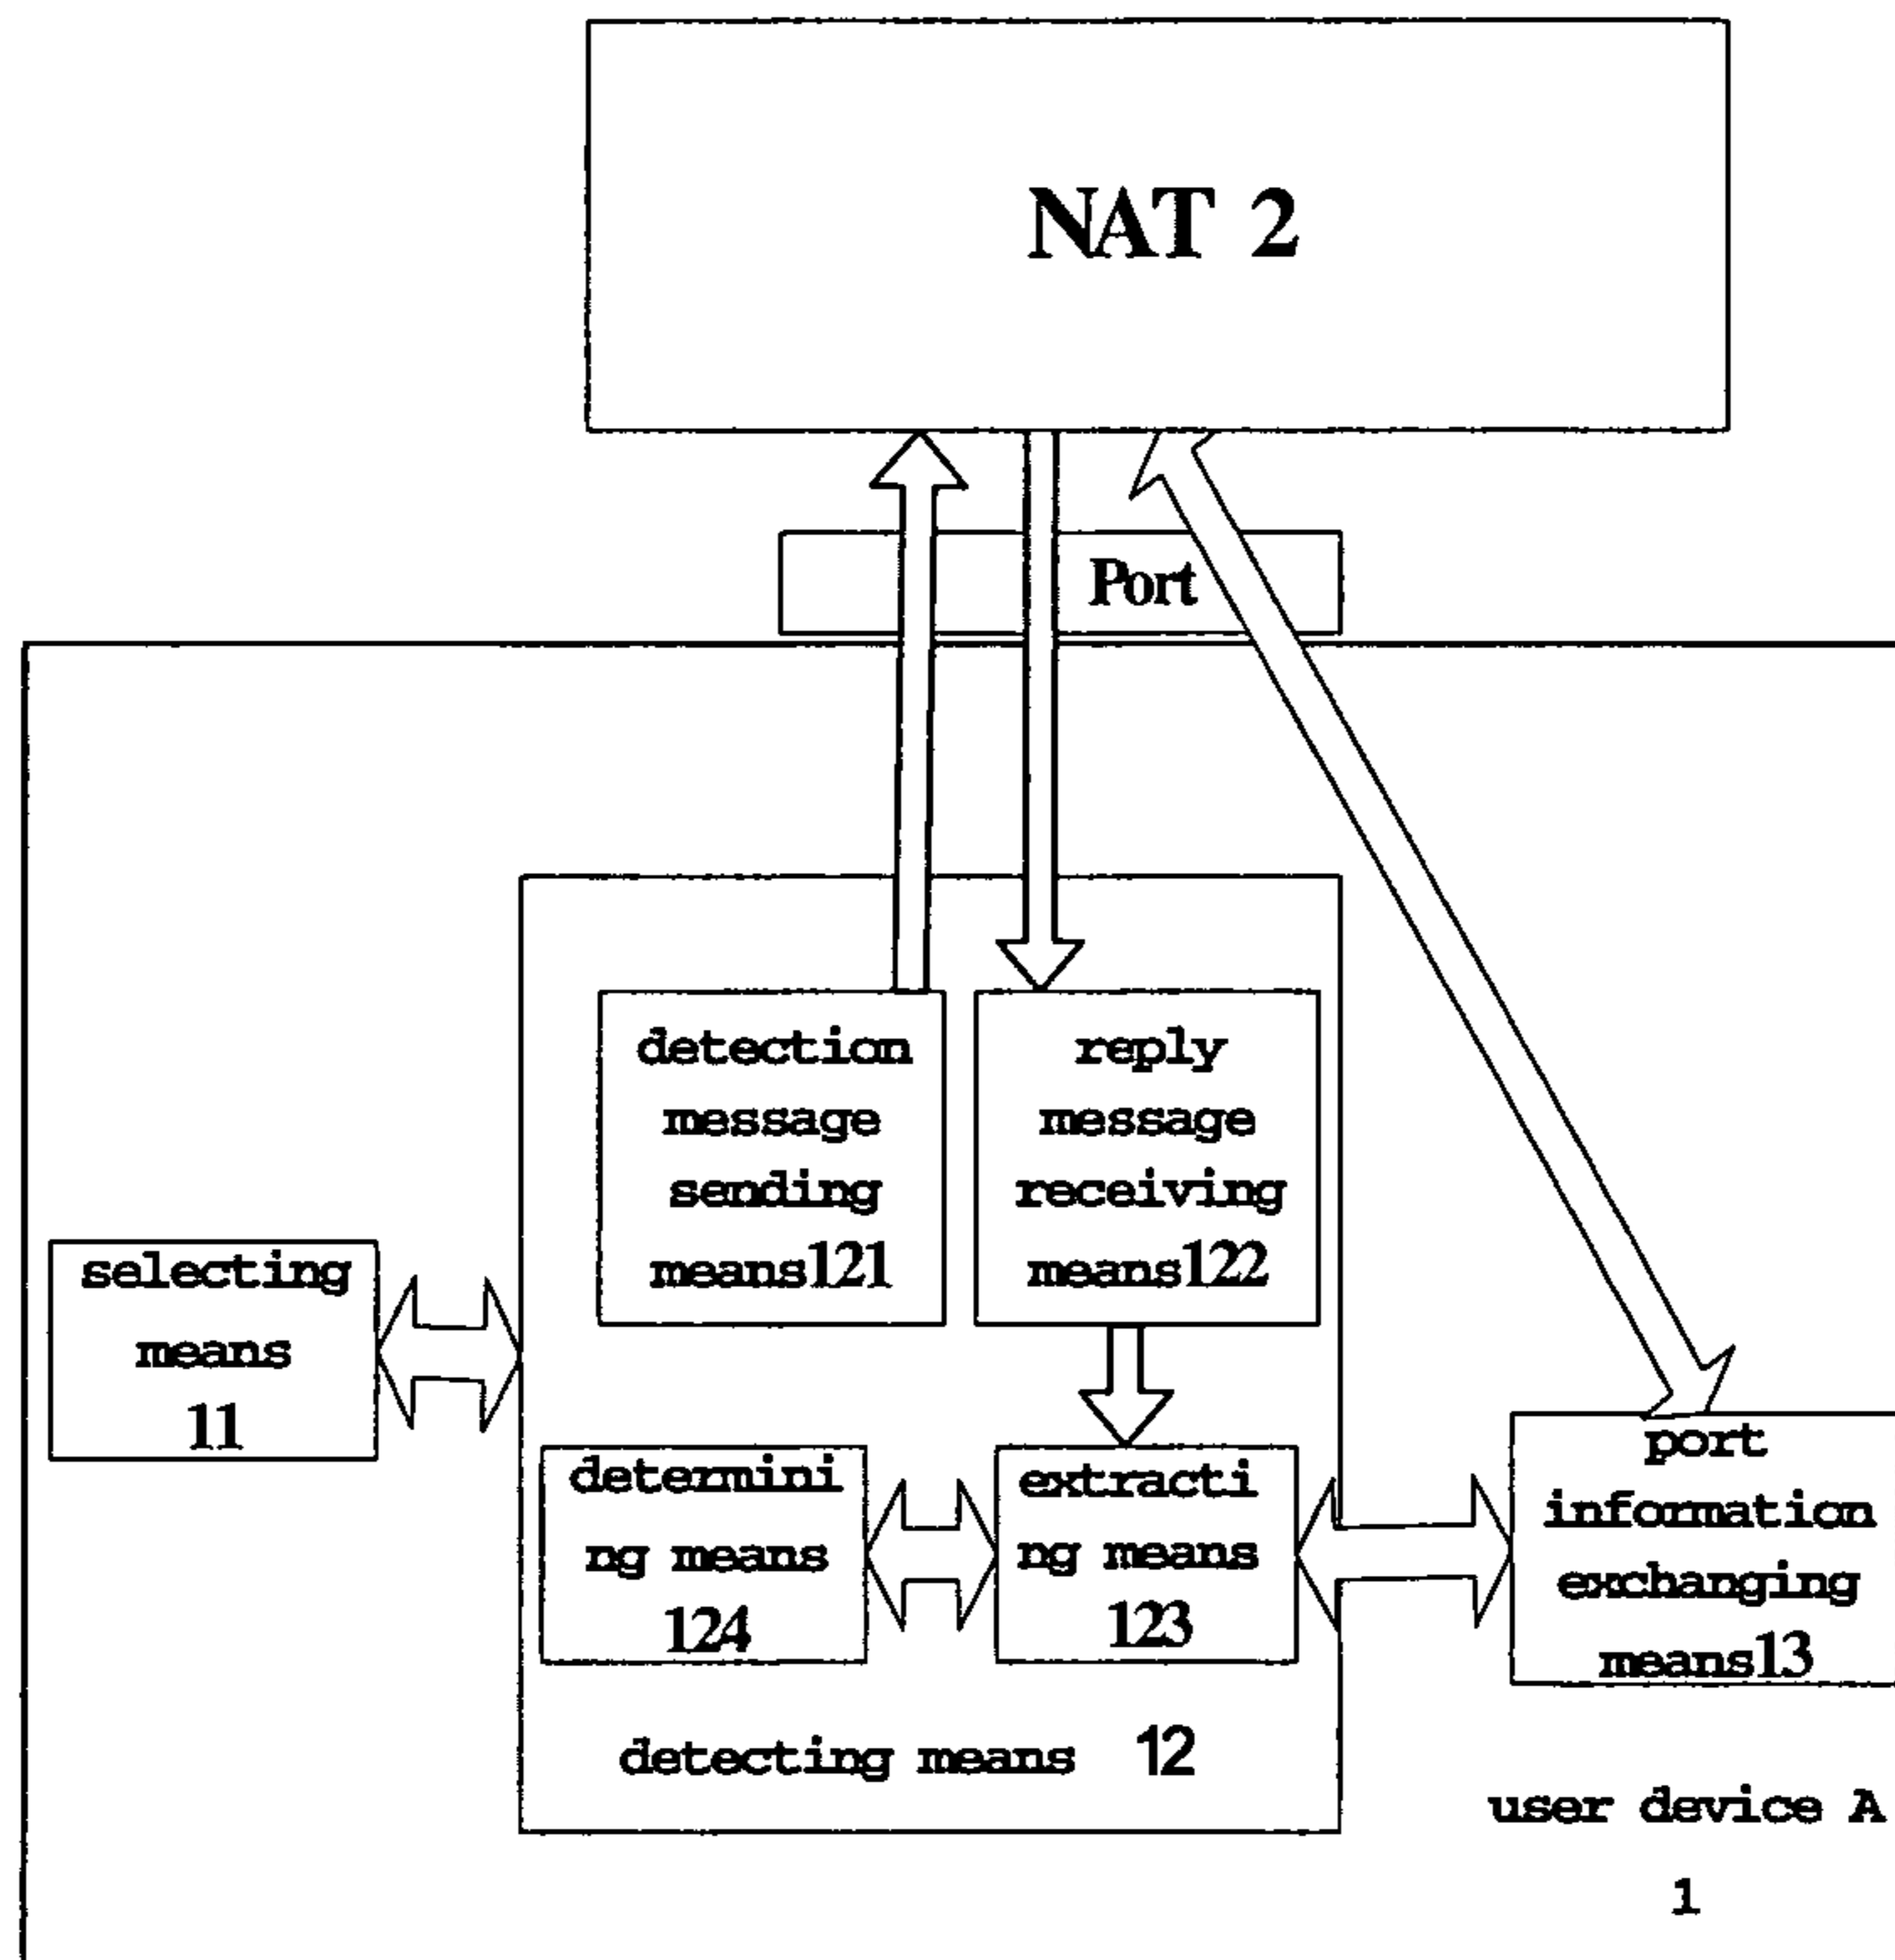 NAT 2
Port
detection
message
sending
means121
reply
message
receiving
means122
selecting
means
11
determini
ng means
124
extracti
ng means
123
port
information
exchanging
means13
detecting means 12
user device A
1